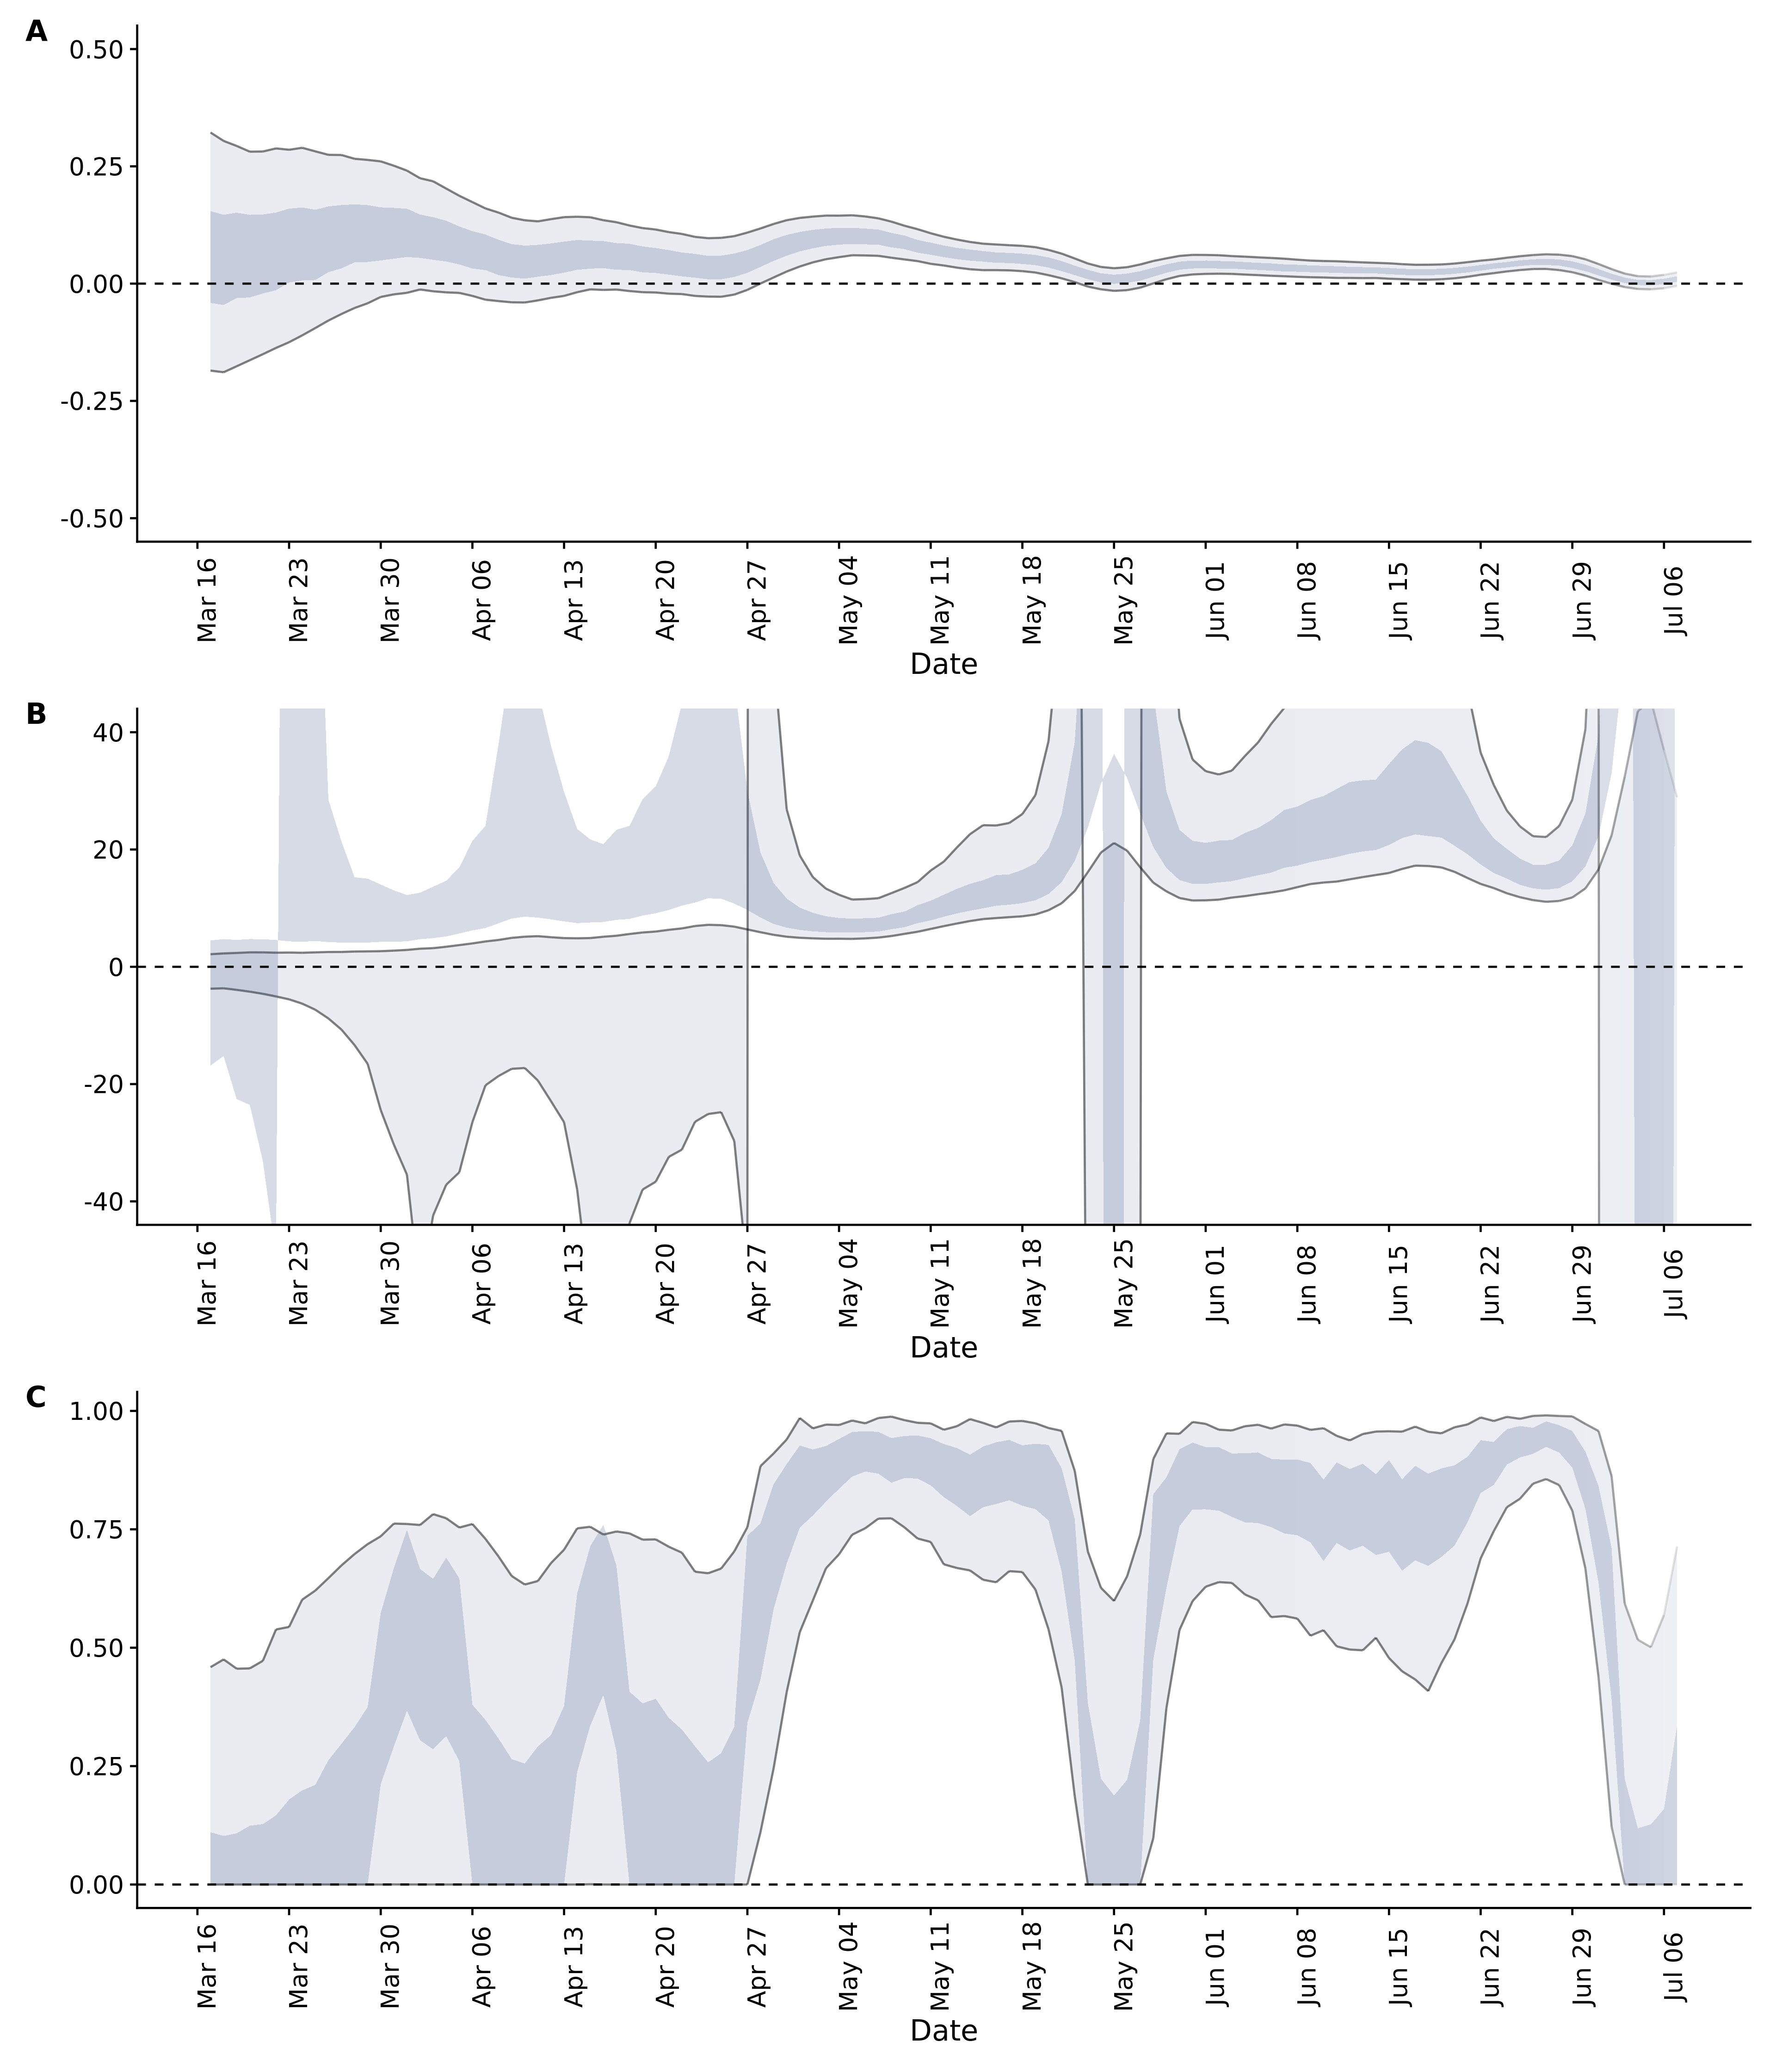 A
0.50
0.25
0.00
-0.25
-0.50
Mar 16
Mar 23
Mar 30
Apr 06
Apr 13
Apr 20
Apr 27
May 04
May 11
May 18
May 25
Jun 01
Jun 08
Jun 15
Jun 22
Jun 29
Jul 06
Date
B
40
20
0
-20
-40
Mar 16
Mar 23
Mar 30
Apr 06
Apr 13
Apr 20
Apr 27
May 04
May 11
May 18
May 25
Jun 01
Jun 08
Jun 15
Jun 22
Jun 29
Jul 06
Date
C
1.00
0.75
0.50
0.25
0.00
Mar 16
Mar 23
Mar 30
Apr 06
Apr 13
Apr 20
Apr 27
May 04
May 11
May 18
May 25
Jun 01
Jun 08
Jun 15
Jun 22
Jun 29
Jul 06
Date